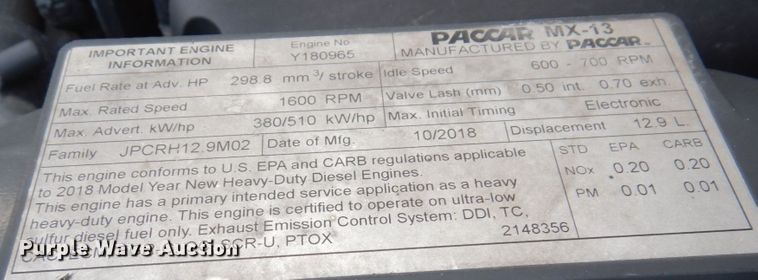 IMPORTANT ENGINE INFORMATION
Engine No Y180965
PACCAR MX-13
MANUFACTURED BY PACCAR
Fuel Rate at Adv. HP 298.8 mm³/ stroke
Idle Speed 600 - 700 RPM
Max. Rated Speed 1600 RPM
Valve Lash (mm) 0.50 int. 0.70 exh.
Max. Advert. kW/hp 380/510 kW/hp
Max. Initial Timing Electronic
Family JPCRH12.9M02
Date of Mfg. 10/2018
Displacement 12.9 L.
This engine conforms to U.S. EPA and CARB regulations applicable
to 2018 Model Year New Heavy-Duty Diesel Engines.
This engine has a primary intended service application as a heavy
heavy-duty engine. This engine is certified to operate on ultra-low
sulfur diesel fuel only. Exhaust Emission Control System: DDI, TC,
SCR-U, PTOX
STD EPA CARB
NOx 0.20 0.20
PM 0.01 0.01
2148356
Purple Wave Auction